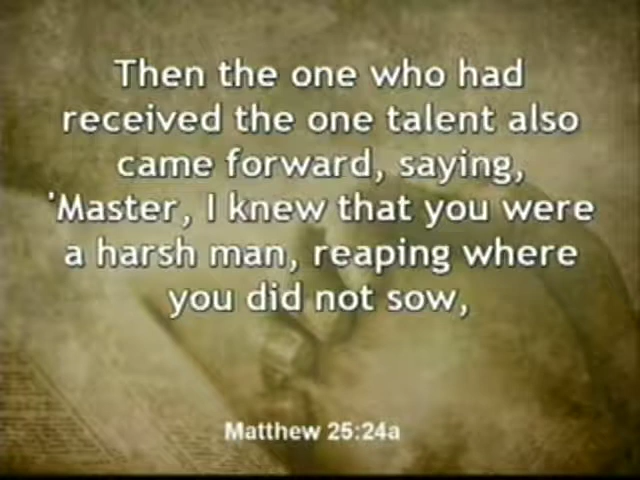 Then the one who had
received the one talent also
came forward, saying,
'Master, I knew that you were
a harsh man, reaping where
you did not sow,
Matthew 25:24a